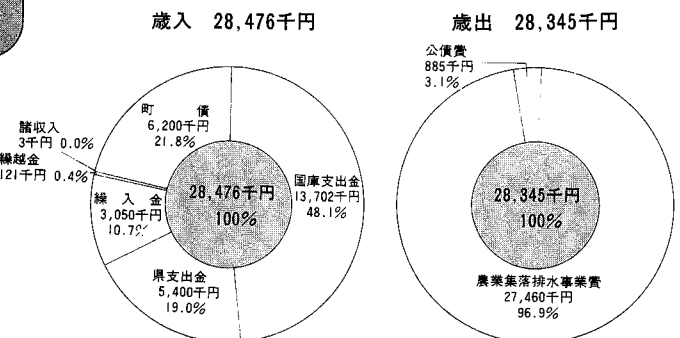 歳入 28,476千円
町債
6,200千円
21.8%
諸収入
3千円 0.0%
繰越金
121千円 0.4%
繰入金
3,050千円
10.7%
県支出金
5,400千円
19.0%
国庫支出金
13,702千円
48.1%
28,476千円
100%
歳出 28,345千円
公債費
885千円
3.1%
28,345千円
100%
農業集落排水事業費
27,460千円
96.9%